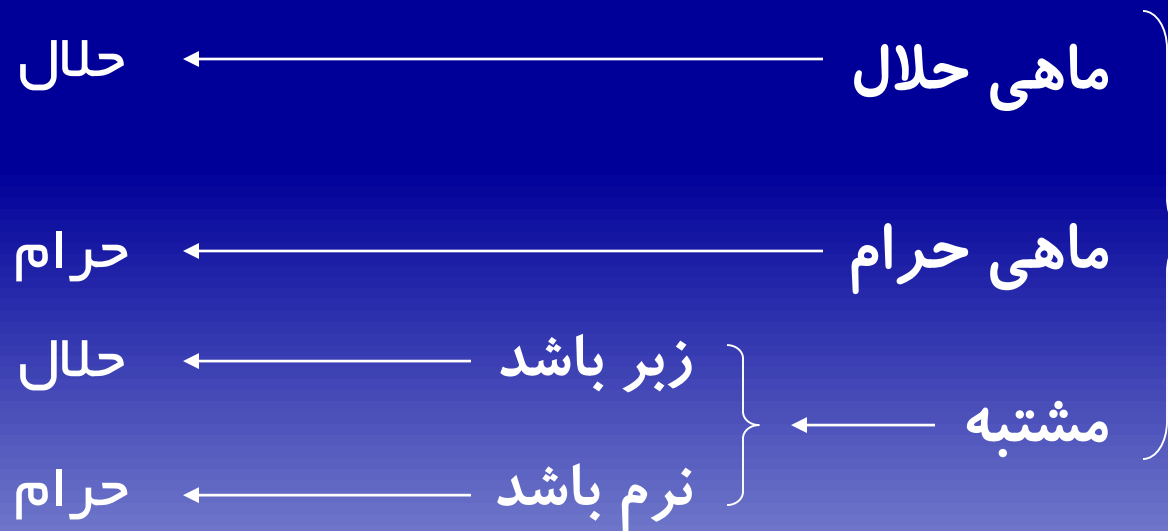 ماهی حلال حلال
ماهی حرام حرام
زبر باشد حلال
مشتبه
نرم باشد حرام